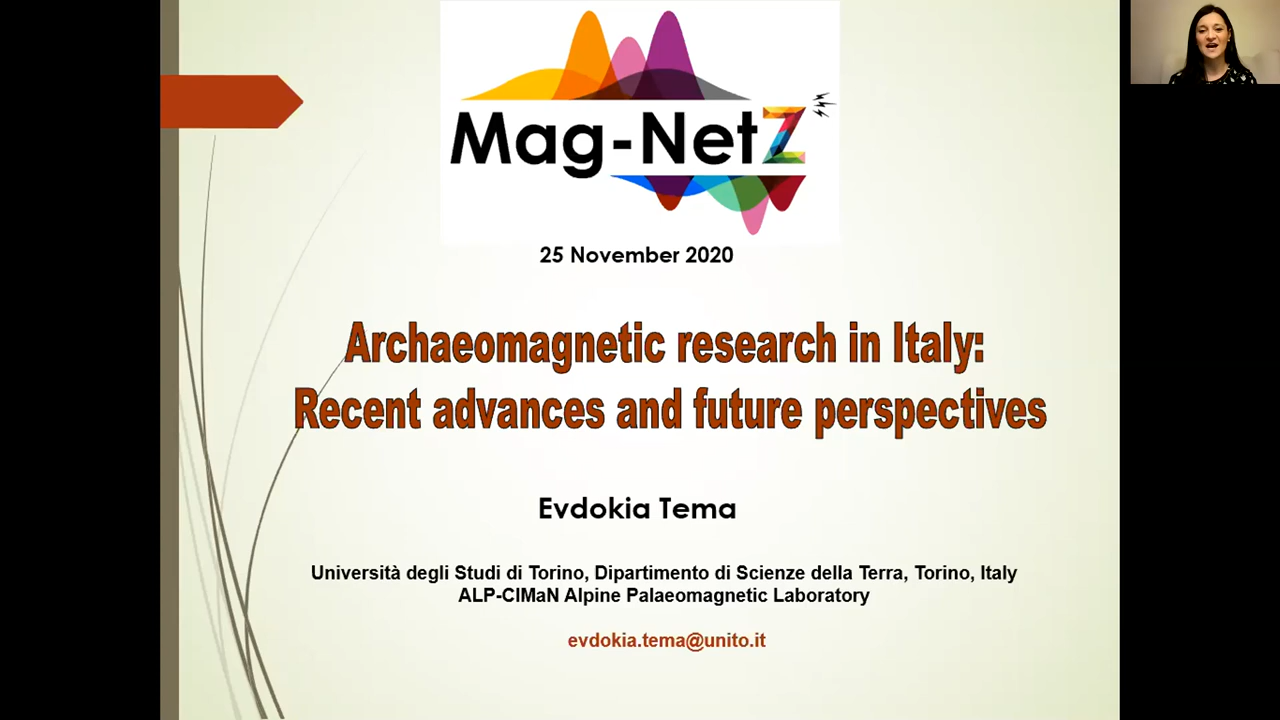 Mag-NetZ
25 November 2020
Archaeomagnetic research in Italy:
Recent advances and future perspectives
Evdokia Tema
Università degli Studi di Torino, Dipartimento di Scienze della Terra, Torino, Italy
ALP-CIMaN Alpine Palaeomagnetic Laboratory
evdokia.tema@unito.it